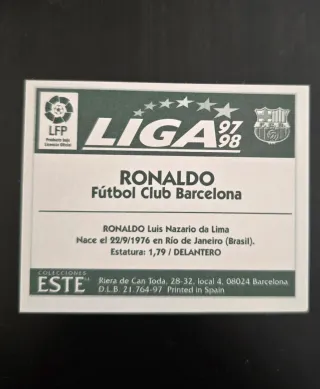 LFP
Producto Bajo
Licencia Oficial
LIGA 97
98
RONALDO
Fútbol Club Barcelona
RONALDO Luis Nazario da Lima
Nace el 22/9/1976 en Río de Janeiro (Brasil).
Estatura: 1,79 / DELANTERO
COLECCIONES
ESTE
Riera de Can Toda, 28-32, local 4, 08024 Barcelona
D.L.B. 21.764-97 Printed in Spain